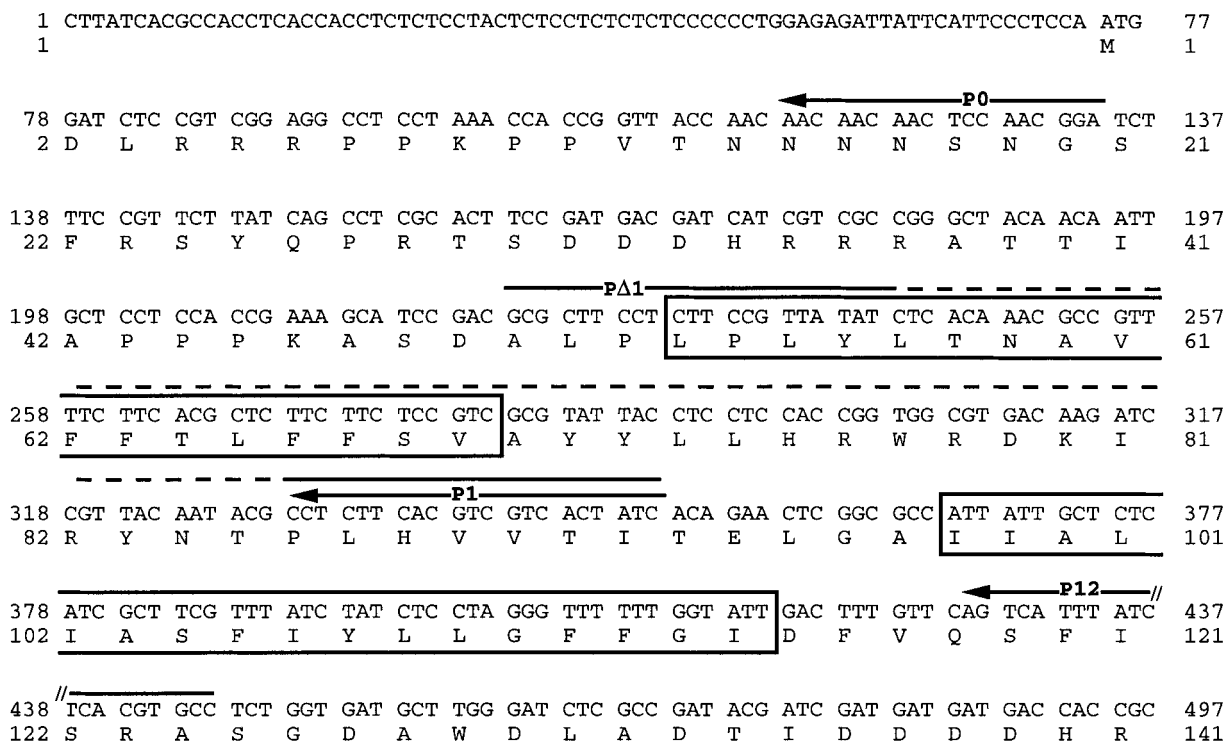 1 CTTATCACGCCACCTCACCACCTCTCTCCTACTCTCCTCTCTCTCCCCCCTGGAGAGATTATTCATTCCCTCCA ATG 77
1 M 1
P0
78 GAT CTC CGT CGG AGG CCT CCT AAA CCA CCG GTT ACC AAC AAC AAC AAC TCC AAC GGA TCT 137
2 D L R R R P P K P P V T N N N N S N G S 21
138 TTC CGT TCT TAT CAG CCT CGC ACT TCC GAT GAC GAT CAT CGT CGC CGG GCT ACA ACA ATT 197
22 F R S Y Q P R T S D D D H R R R A T T I 41
PΔ1
198 GCT CCT CCA CCG AAA GCA TCC GAC GCG CTT CCT CTT CCG TTA TAT CTC ACA AAC GCC GTT 257
42 A P P P K A S D A L P L P L Y L T N A V 61
258 TTC TTC ACG CTC TTC TTC TCC GTC GCG TAT TAC CTC CTC CAC CGG TGG CGT GAC AAG ATC 317
62 F F T L F F S V A Y Y L L H R W R D K I 81
P1
318 CGT TAC AAT ACG CCT CTT CAC GTC GTC ACT ATC ACA GAA CTC GGC GCC ATT ATT GCT CTC 377
82 R Y N T P L H V V T I T E L G A I I A L 101
P12
378 ATC GCT TCG TTT ATC TAT CTC CTA GGG TTT TTT GGT ATT GAC TTT GTT CAG TCA TTT ATC 437
102 I A S F I Y L L G F F G I D F V Q S F I 121
438 TCA CGT GCC TCT GGT GAT GCT TGG GAT CTC GCC GAT ACG ATC GAT GAT GAT GAC CAC CGC 497
122 S R A S G D A W D L A D T I D D D D H R 141